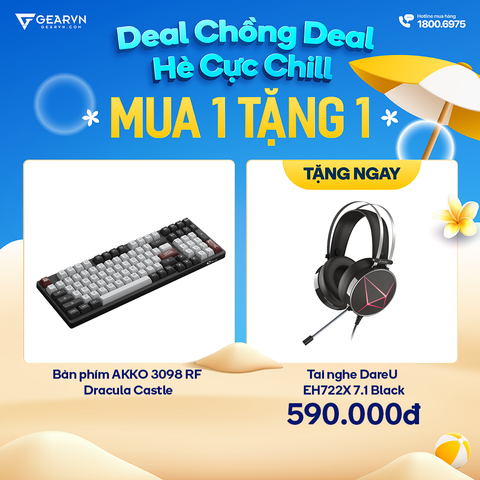 GEARVN
GEARVN.COM
Hotline mua hàng
1800.6975
Deal Chồng Deal
Hè Cực Chill
MUA 1 TẶNG 1
TẶNG NGAY
Bàn phím AKKO 3098 RF
Dracula Castle
Tai nghe DareU
EH722X 7.1 Black
590.000đ